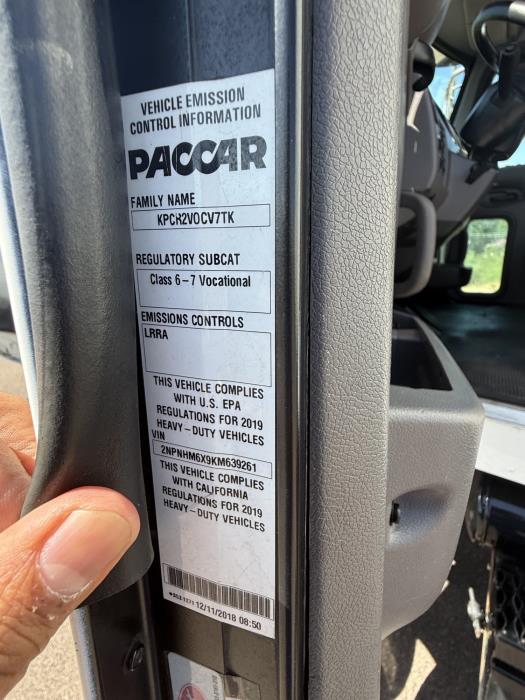 VEHICLE EMISSION
CONTROL INFORMATION
PACCAR
FAMILY NAME
KPCR2VOCV7TK
REGULATORY SUBCAT
Class 6-7 Vocational
EMISSIONS CONTROLS
LRRA
THIS VEHICLE COMPLIES
WITH U.S. EPA
REGULATIONS FOR 2019
HEAVY-DUTY VEHICLES
VIN
2NPNHM6X9KM639261
THIS VEHICLE COMPLIES
WITH CALIFORNIA
REGULATIONS FOR 2019
HEAVY-DUTY VEHICLES
12/11/2018 08:50